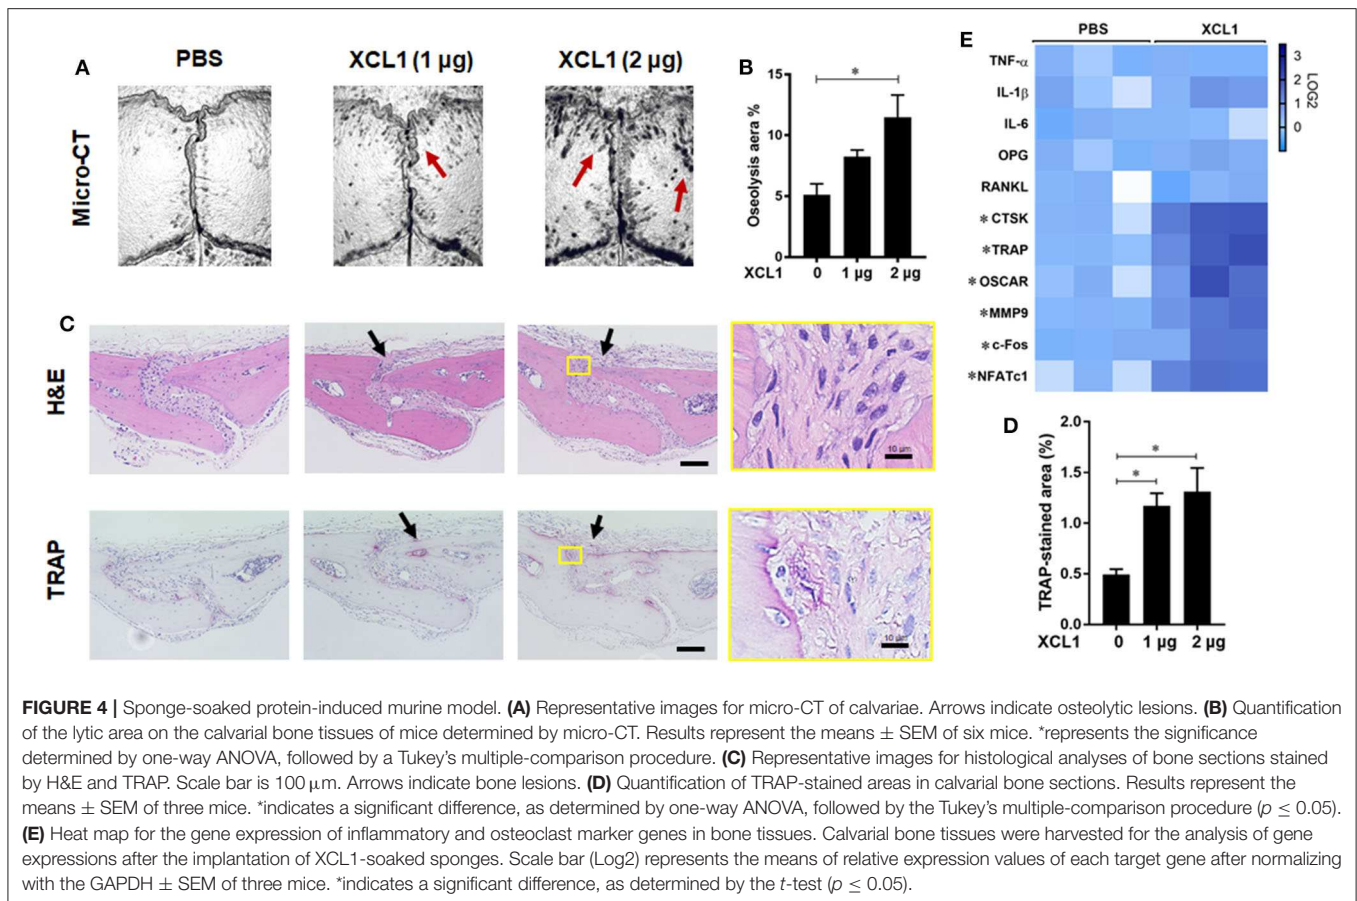 A
PBS
XCL1 (1 µg)
XCL1 (2 µg)
Micro-CT
B
Oseolysis aera %
15
10
5
0
*
XCL1 0 1 µg 2 µg
C
H&E
10 µm
TRAP
10 µm
E
PBS XCL1
TNF-α
IL-1β
IL-6
OPG
RANKL
*CTSK
*TRAP
*OSCAR
*MMP9
*c-Fos
*NFATc1
3
2
1
0
LOG2
D
TRAP-stained area (%)
2.0
1.5
1.0
0.5
0.0
*
*
XCL1 0 1 µg 2 µg
FIGURE 4 | Sponge-soaked protein-induced murine model. (A) Representative images for micro-CT of calvariae. Arrows indicate osteolytic lesions. (B) Quantification
of the lytic area on the calvarial bone tissues of mice determined by micro-CT. Results represent the means ± SEM of six mice. *represents the significance
determined by one-way ANOVA, followed by a Tukey's multiple-comparison procedure. (C) Representative images for histological analyses of bone sections stained
by H&E and TRAP. Scale bar is 100 µm. Arrows indicate bone lesions. (D) Quantification of TRAP-stained areas in calvarial bone sections. Results represent the
means ± SEM of three mice. *indicates a significant difference, as determined by one-way ANOVA, followed by the Tukey's multiple-comparison procedure (p ≤ 0.05).
(E) Heat map for the gene expression of inflammatory and osteoclast marker genes in bone tissues. Calvarial bone tissues were harvested for the analysis of gene
expressions after the implantation of XCL1-soaked sponges. Scale bar (Log2) represents the means of relative expression values of each target gene after normalizing
with the GAPDH ± SEM of three mice. *indicates a significant difference, as determined by the t-test (p ≤ 0.05).